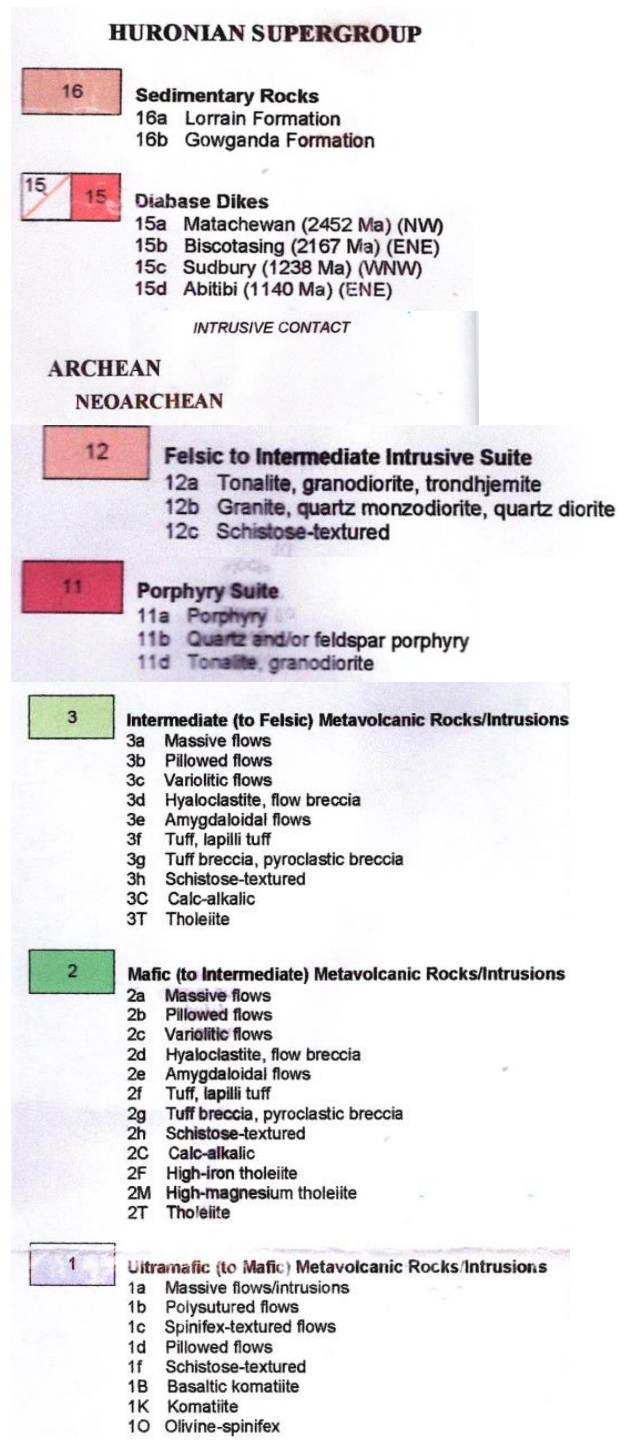 HURONIAN SUPERGROUP
16
Sedimentary Rocks
16a Lorrain Formation
16b Gowganda Formation
15 15
Diabase Dikes
15a Matachewan (2452 Ma) (NW)
15b Biscotasing (2167 Ma) (ENE)
15c Sudbury (1238 Ma) (WNW)
15d Abitibi (1140 Ma) (ENE)
INTRUSIVE CONTACT
ARCHEAN
NEOARCHEAN
12
Felsic to Intermediate Intrusive Suite
12a Tonalite, granodiorite, trondhjemite
12b Granite, quartz monzodiorite, quartz diorite
12c Schistose-textured
11
Porphyry Suite
11a Porphyry
11b Quartz and/or feldspar porphyry
11d Tonalite, granodiorite
3
Intermediate (to Felsic) Metavolcanic Rocks/Intrusions
3a Massive flows
3b Pillowed flows
3c Variolitic flows
3d Hyaloclastite, flow breccia
3e Amygdaloidal flows
3f Tuff, lapilli tuff
3g Tuff breccia, pyroclastic breccia
3h Schistose-textured
3C Calc-alkalic
3T Tholeiite
2
Mafic (to Intermediate) Metavolcanic Rocks/Intrusions
2a Massive flows
2b Pillowed flows
2c Variolitic flows
2d Hyaloclastite, flow breccia
2e Amygdaloidal flows
2f Tuff, lapilli tuff
2g Tuff breccia, pyroclastic breccia
2h Schistose-textured
2C Calc-alkalic
2F High-iron tholeiite
2M High-magnesium tholeiite
2T Tholeiite
1
Ultramafic (to Mafic) Metavolcanic Rocks/Intrusions
1a Massive flows/intrusions
1b Polysutured flows
1c Spinifex-textured flows
1d Pillowed flows
1f Schistose-textured
1B Basaltic komatiite
1K Komatiite
1O Olivine-spinifex